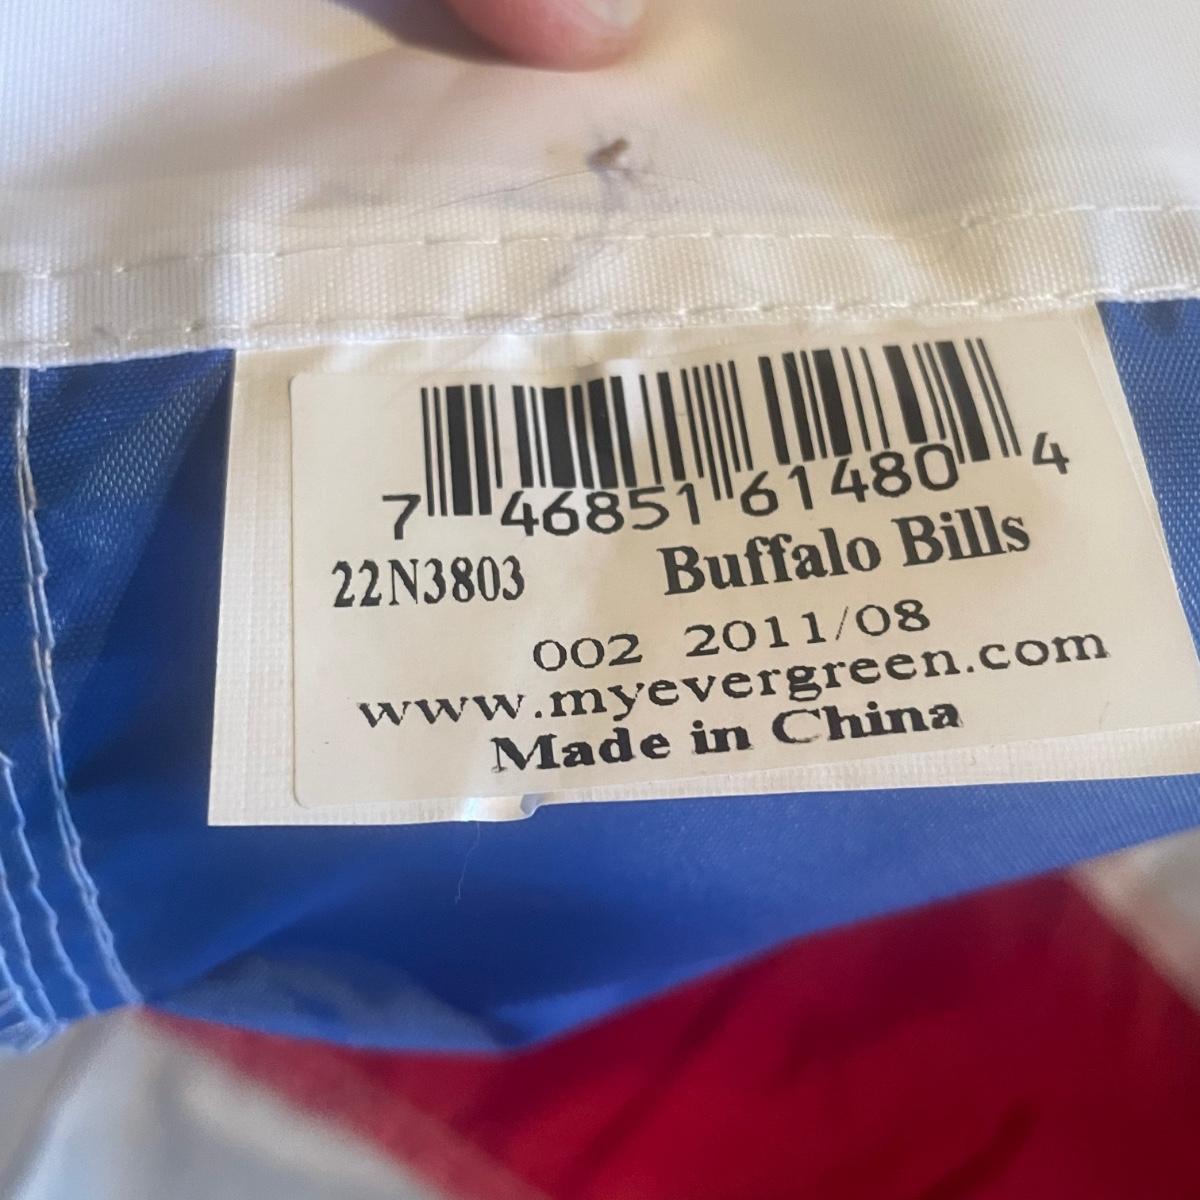 7 46851 61480 4
22N3803 Buffalo Bills
002 2011/08
www.myevergreen.com
Made in China